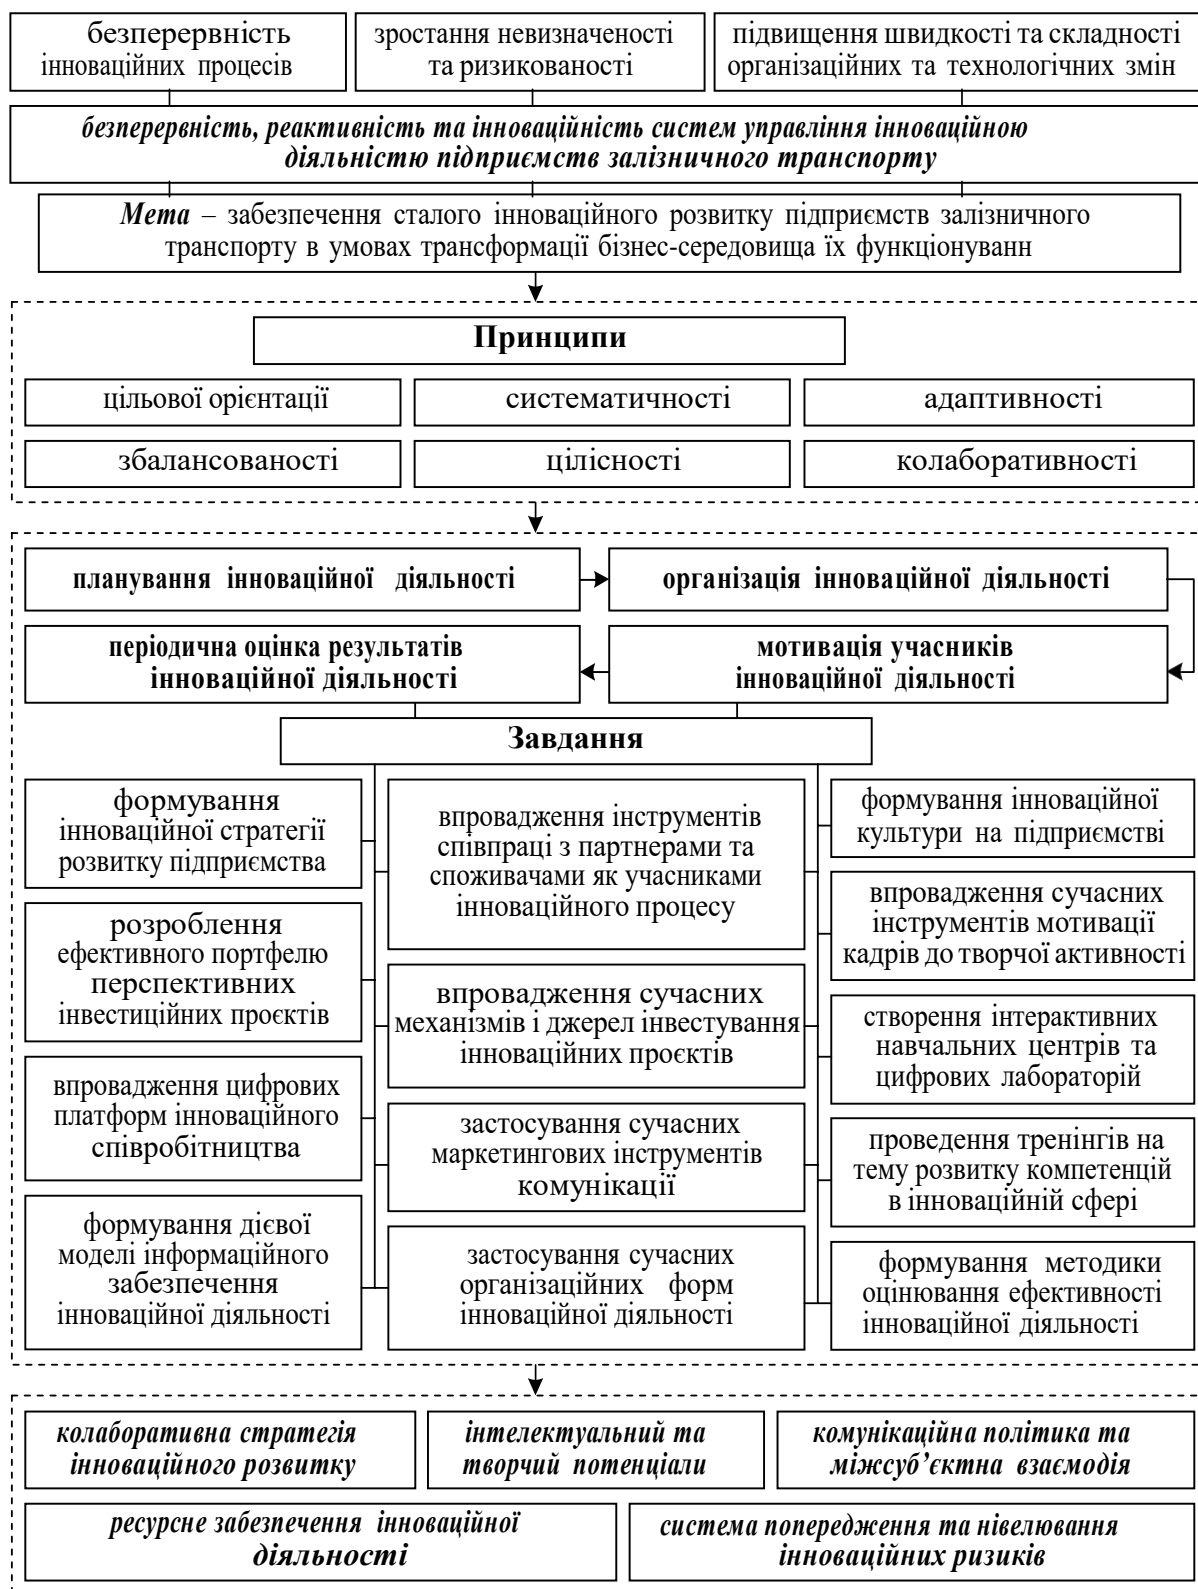 безперервність
інноваційних процесів
зростання невизначеності
та ризикованості
підвищення швидкості та складності
організаційних та технологічних змін
безперервність, реактивність та інноваційність систем управління інноваційною
діяльністю підприємств залізничного транспорту
Мета – забезпечення сталого інноваційного розвитку підприємств залізничного
транспорту в умовах трансформації бізнес-середовища їх функціонуванн
Принципи
цільової орієнтації
систематичності
адаптивності
збалансованості
цілісності
колаборативності
планування інноваційної діяльності
організація інноваційної діяльності
періодична оцінка результатів
інноваційної діяльності
мотивація учасників
інноваційної діяльності
Завдання
формування
інноваційної стратегії
розвитку підприємства
розроблення
ефективного портфелю
перспективних
інвестиційних проєктів
впровадження цифрових
платформ інноваційного
співробітництва
формування дієвої
моделі інформаційного
забезпечення
інноваційної діяльності
впровадження інструментів
співпраці з партнерами та
споживачами як учасниками
інноваційного процесу
впровадження сучасних
механізмів і джерел інвестування
інноваційних проєктів
застосування сучасних
маркетингових інструментів
комунікації
застосування сучасних
організаційних форм
інноваційної діяльності
формування інноваційної
культури на підприємстві
впровадження сучасних
інструментів мотивації
кадрів до творчої активності
створення інтерактивних
навчальних центрів та
цифрових лабораторій
проведення тренінгів на
тему розвитку компетенцій
в інноваційній сфері
формування методики
оцінювання ефективності
інноваційної діяльності
колаборативна стратегія
інноваційного розвитку
інтелектуальний та
творчий потенціали
комунікаційна політика та
міжсуб’єктна взаємодія
ресурсне забезпечення інноваційної
діяльності
система попередження та нівелювання
інноваційних ризиків